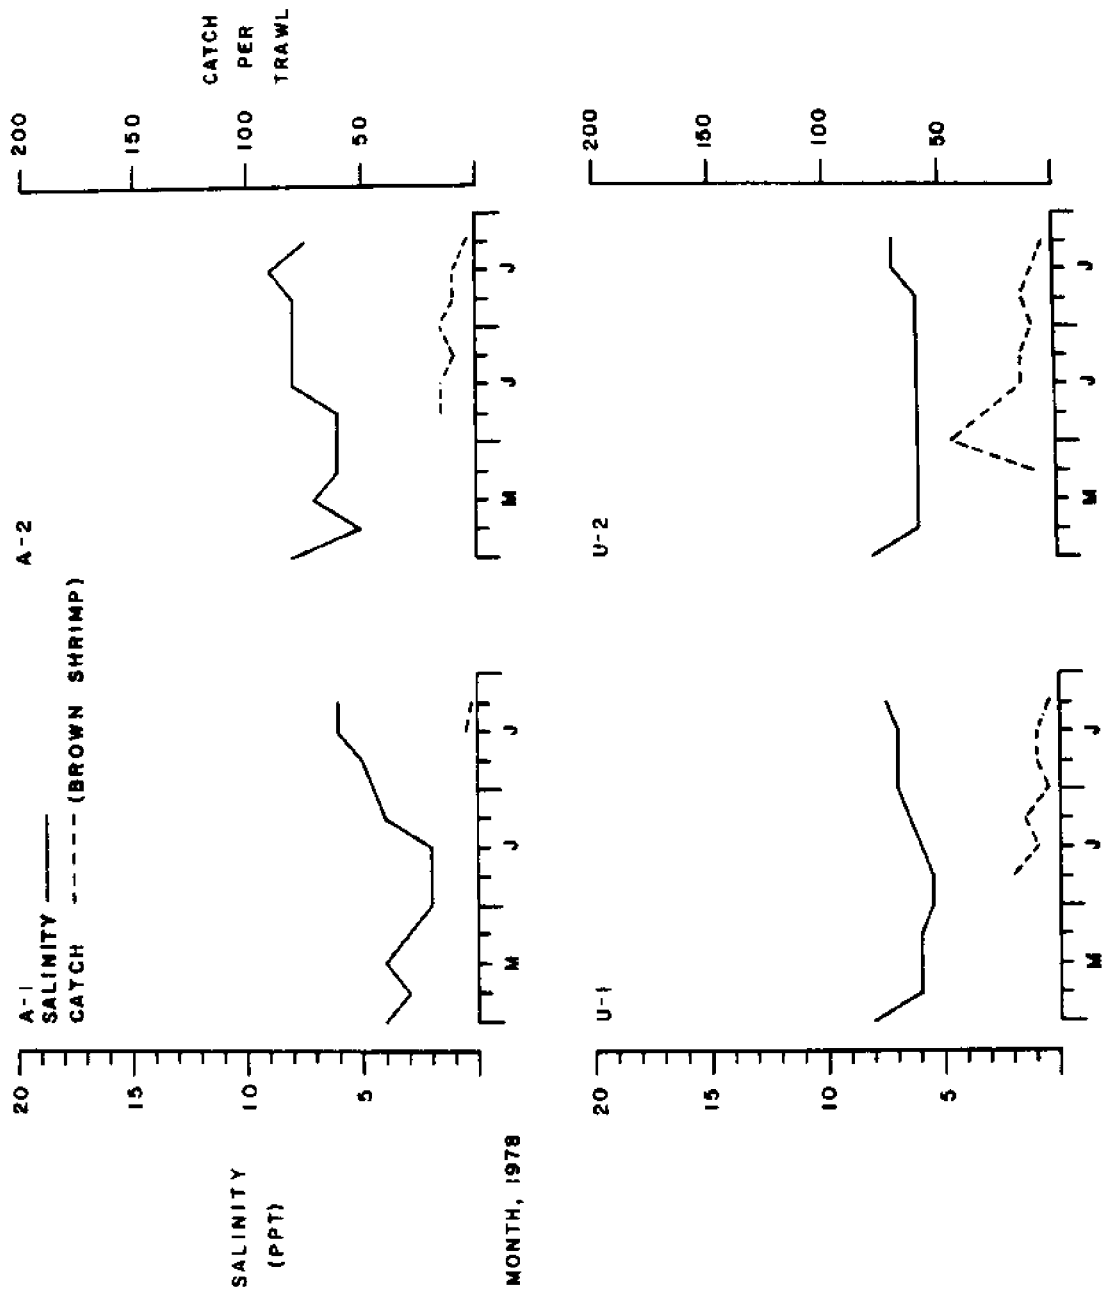 A-1
SALINITY
CATCH (BROWN SHRIMP)
A-2
20
15
10
5
SALINITY
(PPT)
200
150
100
50
CATCH
PER
TRAWL
MONTH, 1978
M J J
M J J
U-1
U-2
20
15
10
5
200
150
100
50
M J J
M J J